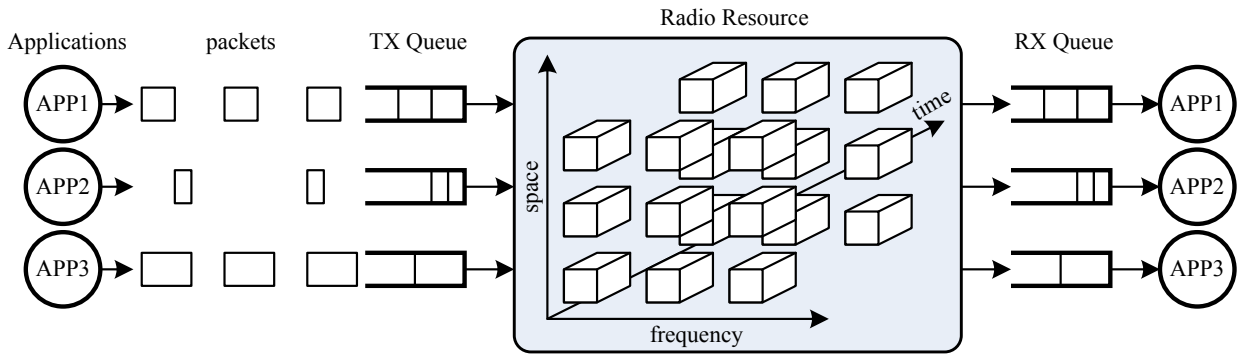 Radio Resource
Applications
packets
TX Queue
RX Queue
APP1
APP2
APP3
space
frequency
time
APP1
APP2
APP3